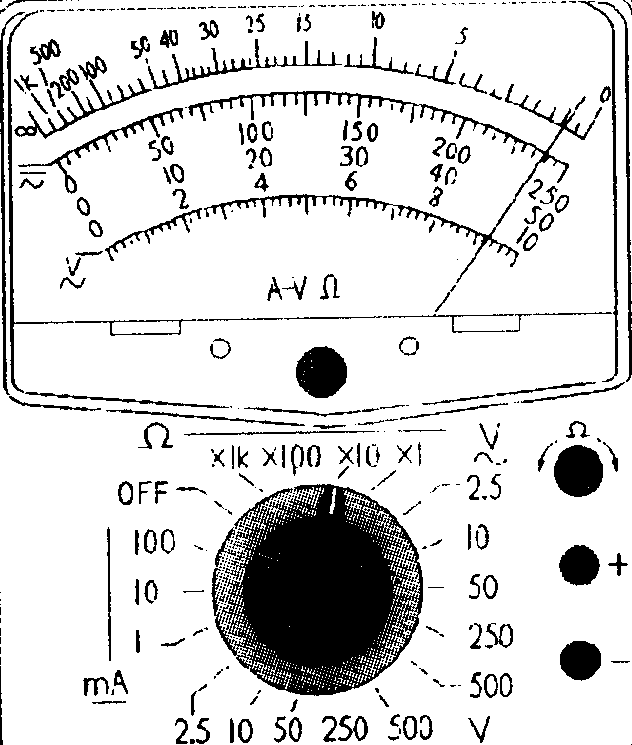 ∞ 1k 500 200 100 50 40 30 25 15 10 5 0
0 50 100 150 200 250
0 10 20 30 40 50
0 2 4 6 8 10
V
A-V Ω
Ω V
×1k ×100 ×10 ×1
OFF 2.5
Ω
100 10
10 50 +
1 250
mA 500 −
2.5 10 50 250 500 V